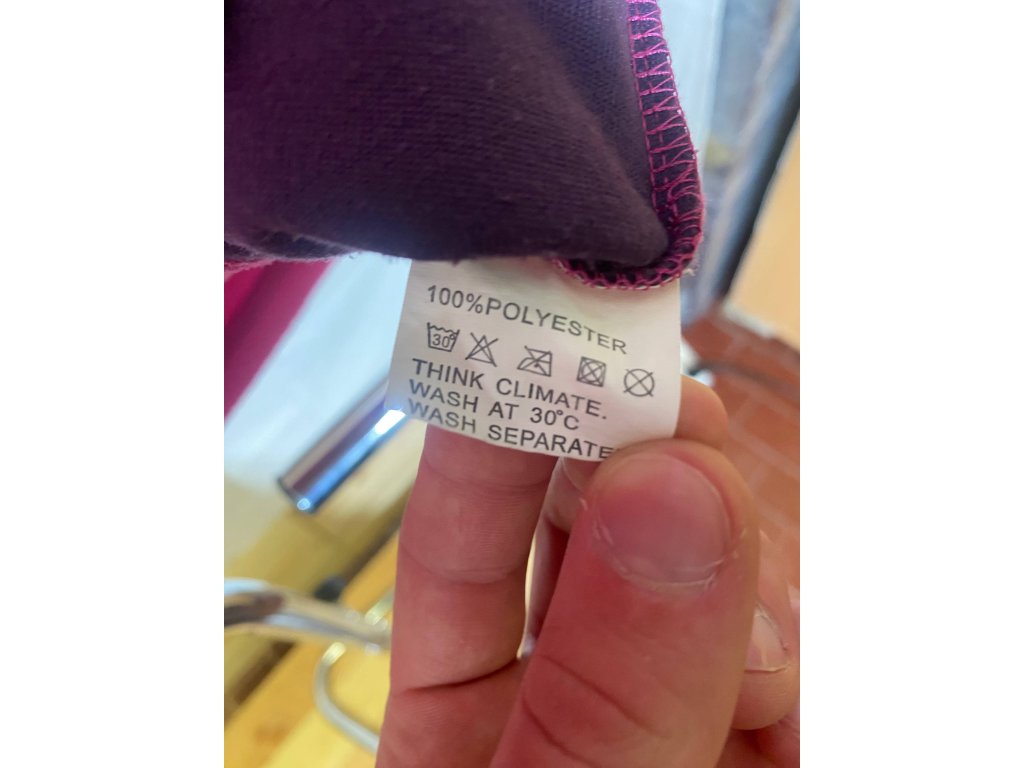 100%POLYESTER
30°
THINK CLIMATE.
WASH AT 30°C
WASH SEPARATE